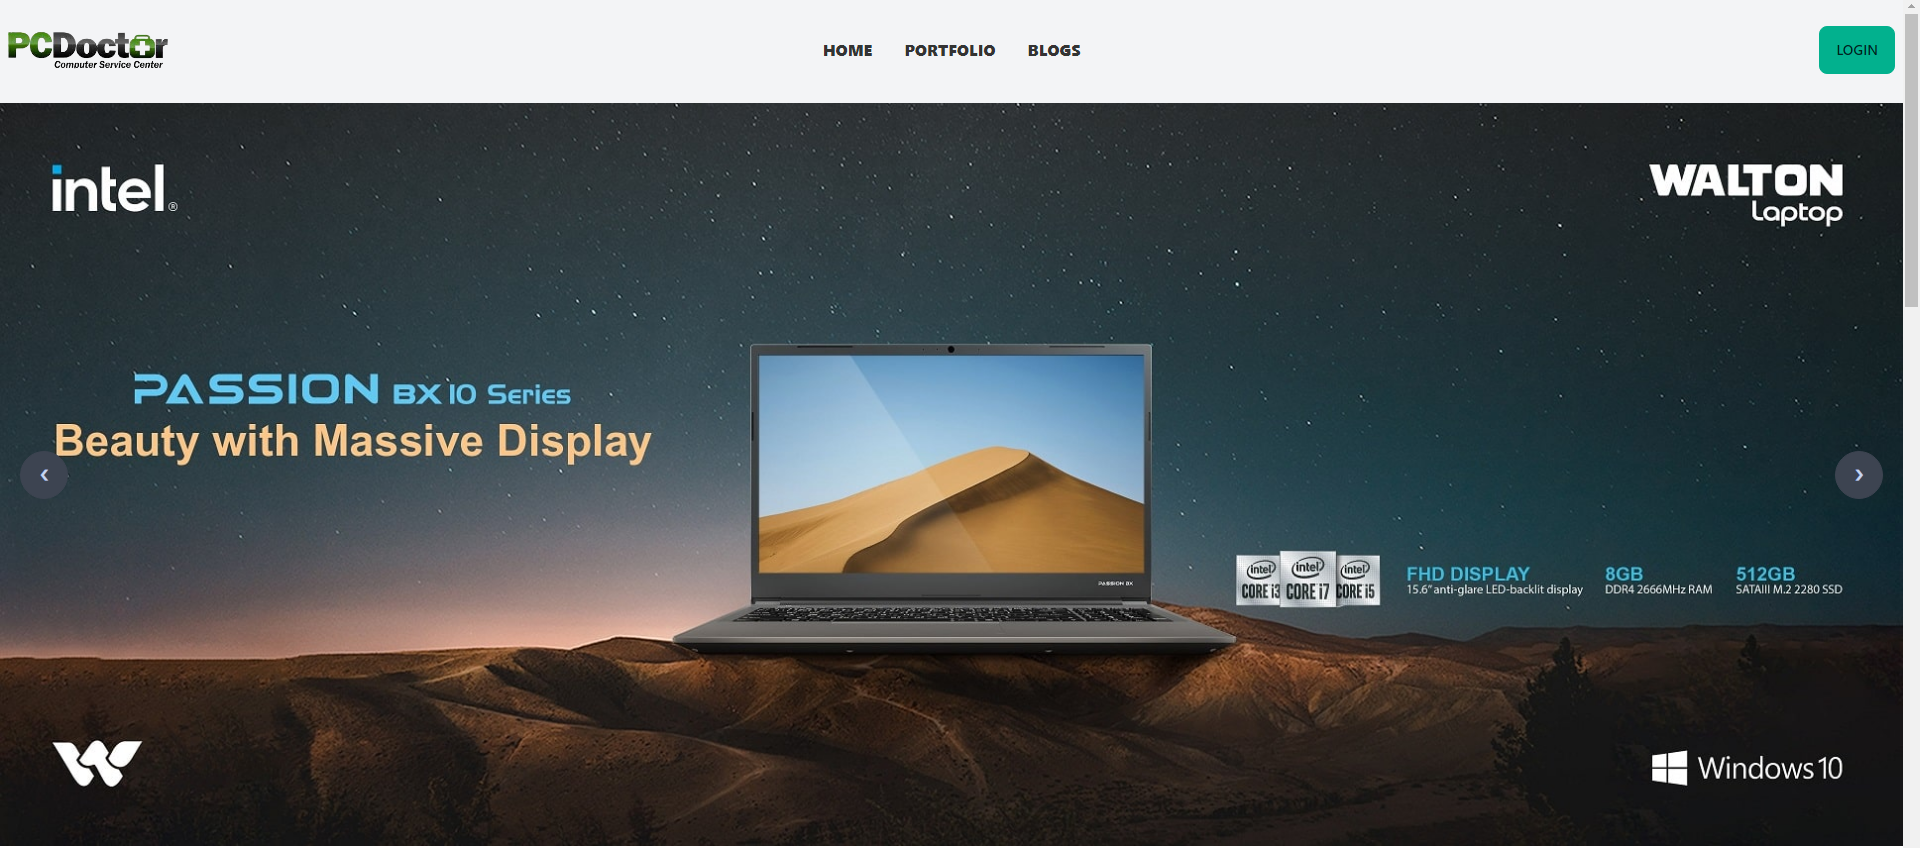 PCDoctor
Computer Service Center
HOME
PORTFOLIO
BLOGS
LOGIN
intel®
WALTON
Laptop
PASSION BX 10 Series
Beauty with Massive Display
‹
›
PASSION BX
intel
CORE i3
intel
CORE i7
intel
CORE i5
FHD DISPLAY
15.6" anti-glare LED-backlit display
8GB
DDR4 2666MHz RAM
512GB
SATAIII M.2 2280 SSD
Windows 10